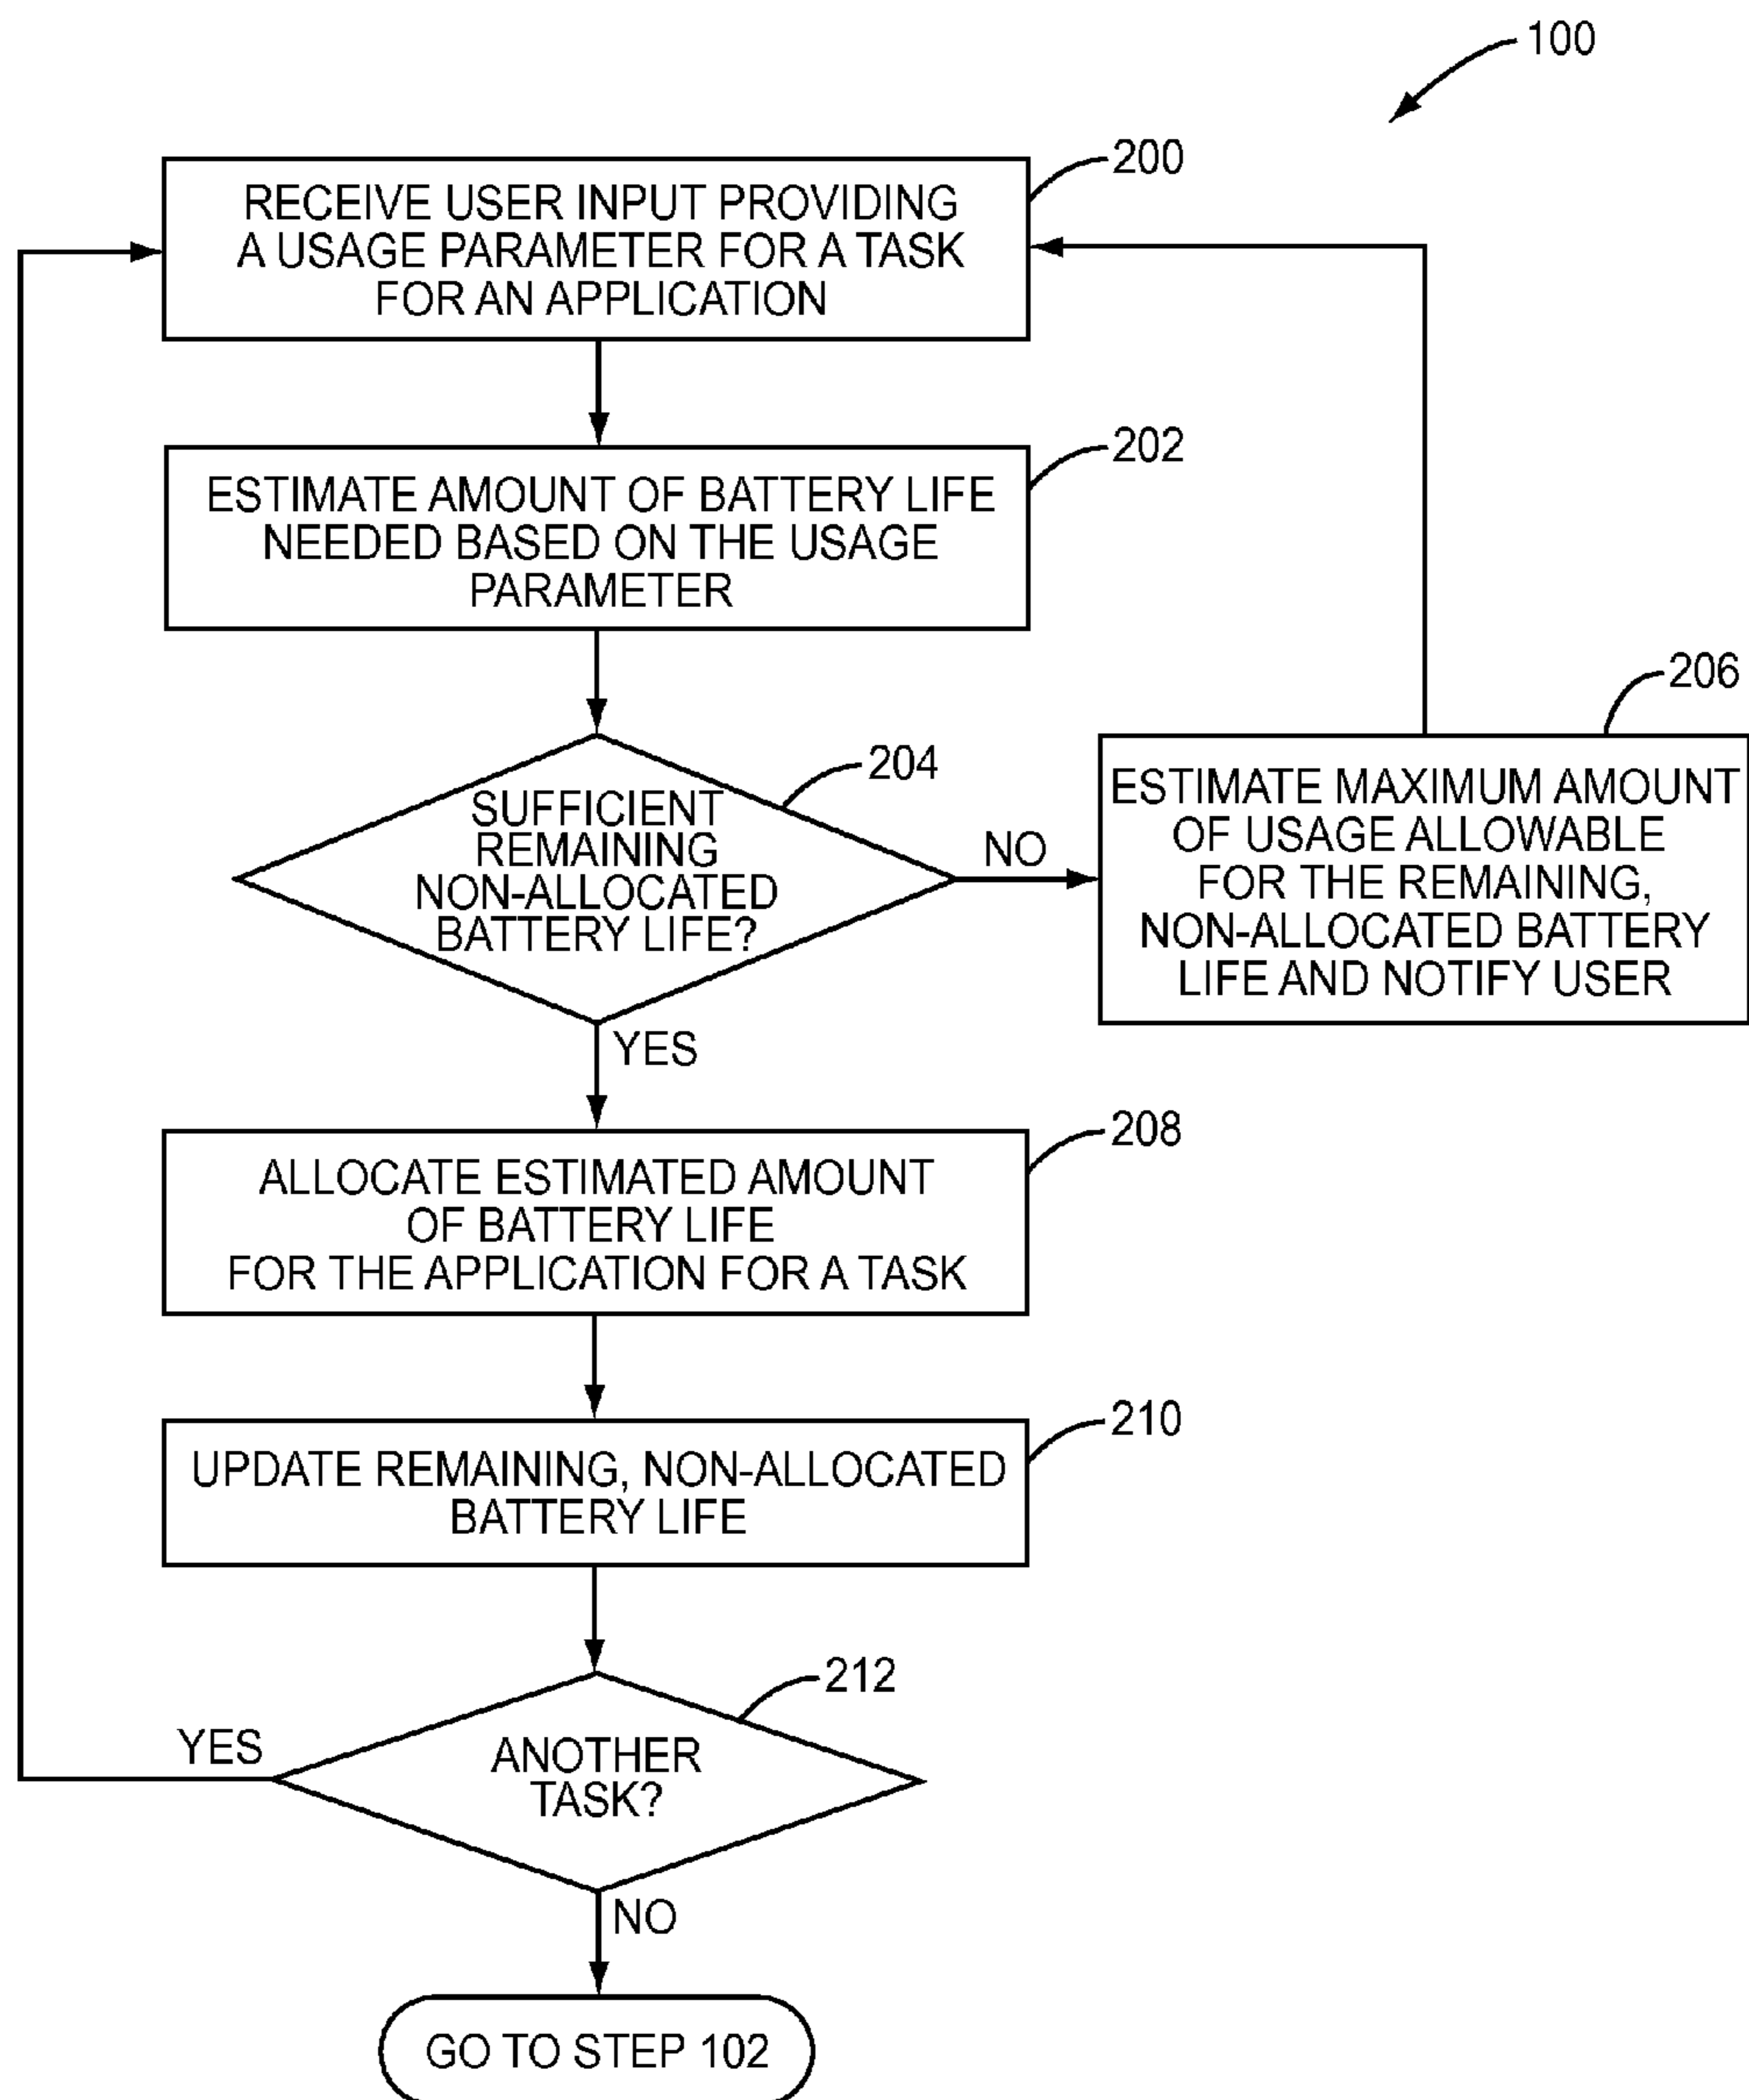 100
200
RECEIVE USER INPUT PROVIDING
A USAGE PARAMETER FOR A TASK
FOR AN APPLICATION
202
ESTIMATE AMOUNT OF BATTERY LIFE
NEEDED BASED ON THE USAGE
PARAMETER
204
SUFFICIENT
REMAINING
NON-ALLOCATED
BATTERY LIFE?
NO
206
ESTIMATE MAXIMUM AMOUNT
OF USAGE ALLOWABLE
FOR THE REMAINING,
NON-ALLOCATED BATTERY
LIFE AND NOTIFY USER
YES
208
ALLOCATE ESTIMATED AMOUNT
OF BATTERY LIFE
FOR THE APPLICATION FOR A TASK
210
UPDATE REMAINING, NON-ALLOCATED
BATTERY LIFE
212
YES
ANOTHER
TASK?
NO
GO TO STEP 102